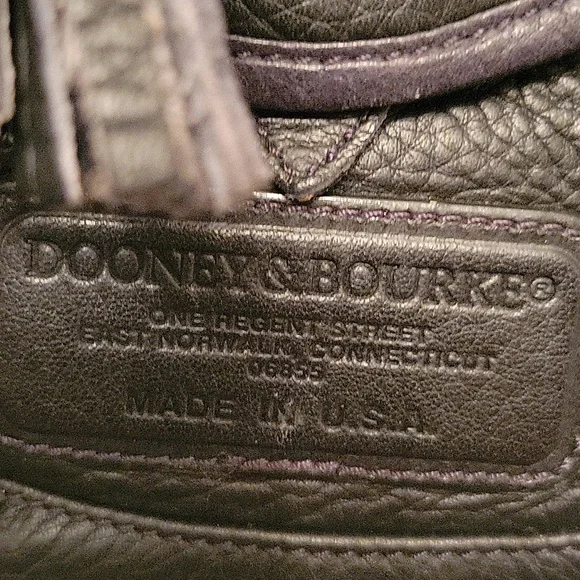 DOONEY & BOURKE®
ONE REGENT STREET
EAST NORWALK, CONNECTICUT
06855
MADE IN U.S.A.